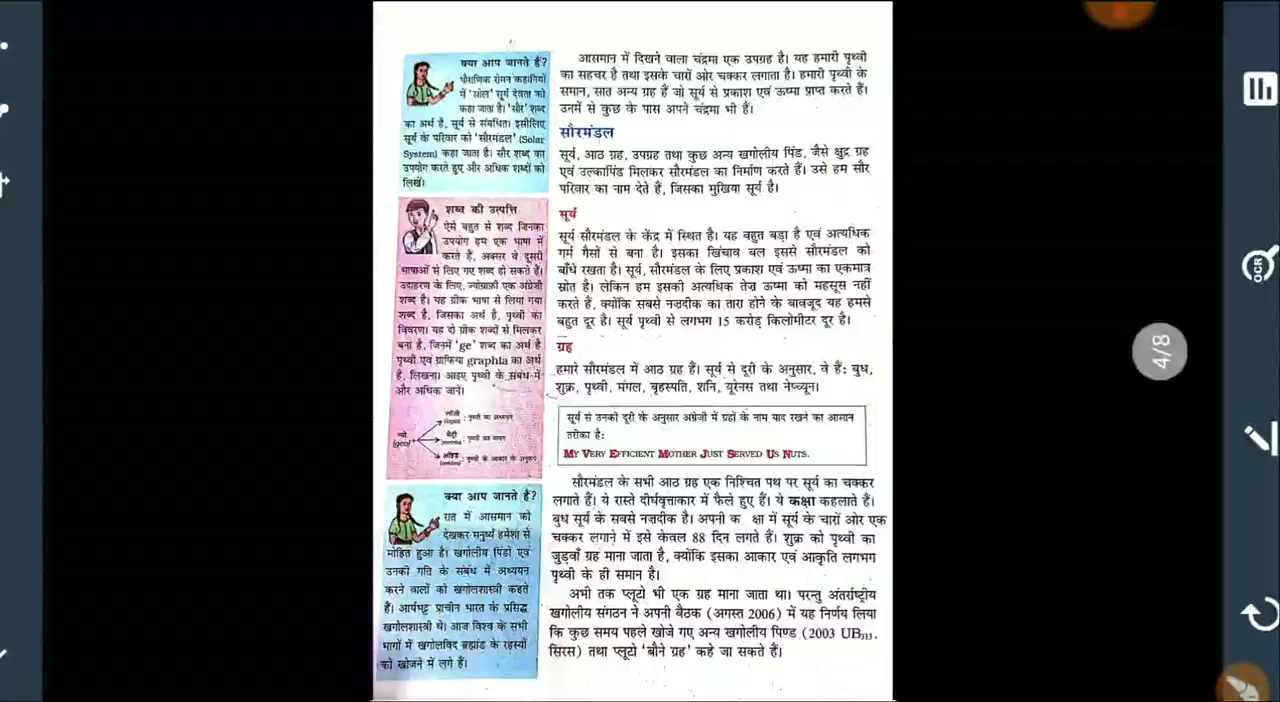 क्या आप जानते हैं?
पौराणिक रोमन कहानियों
में 'सोल' सूर्य देवता को
कहा जाता है। 'सौर' शब्द
का अर्थ है, सूर्य से संबंधित। इसीलिए
सूर्य के परिवार को 'सौरमंडल' (Solar
System) कहा जाता है। सौर शब्द का
उपयोग करते हुए और अधिक शब्दों को
लिखें।
शब्द की उत्पत्ति
ऐसे बहुत से शब्द जिनका
उपयोग हम एक भाषा में
करते हैं, अक्सर वे दूसरी
भाषाओं से लिए गए शब्द हो सकते हैं।
उदाहरण के लिए, ज्योग्राफ़ी एक अंग्रेजी
शब्द है। यह ग्रीक भाषा से लिया गया
शब्द है, जिसका अर्थ है, पृथ्वी का
विवरण। यह दो ग्रीक शब्दों से मिलकर
बना है, जिनमें 'ge' शब्द का अर्थ है
पृथ्वी एवं ग्राफिया graphia का अर्थ
है, लिखना। आइए पृथ्वी के संबंध में
और अधिक जानें।
(geo)
क्या आप जानते हैं?
रात में आसमान को
देखकर मनुष्य हमेशा से
मोहित हुआ है। खगोलीय पिंडों एवं
उनकी गति के संबंध में अध्ययन
करने वालों को खगोलशास्त्री कहते
हैं। आर्यभट्ट प्राचीन भारत के प्रसिद्ध
खगोलशास्त्री थे। आज विश्व के सभी
भागों में खगोलविद ब्रह्मांड के रहस्यों
को खोजने में लगे हैं।
आसमान में दिखने वाला चंद्रमा एक उपग्रह है। यह हमारी पृथ्वी
का सहचर है तथा इसके चारों ओर चक्कर लगाता है। हमारी पृथ्वी के
समान, सात अन्य ग्रह हैं जो सूर्य से प्रकाश एवं ऊष्मा प्राप्त करते हैं।
उनमें से कुछ के पास अपने चंद्रमा भी हैं।
सौरमंडल
सूर्य, आठ ग्रह, उपग्रह तथा कुछ अन्य खगोलीय पिंड, जैसे क्षुद्र ग्रह
एवं उल्कापिंड मिलकर सौरमंडल का निर्माण करते हैं। उसे हम सौर
परिवार का नाम देते हैं, जिसका मुखिया सूर्य है।
सूर्य
सूर्य सौरमंडल के केंद्र में स्थित है। यह बहुत बड़ा है एवं अत्यधिक
गर्म गैसों से बना है। इसका खिंचाव बल इससे सौरमंडल को
बाँधे रखता है। सूर्य, सौरमंडल के लिए प्रकाश एवं ऊष्मा का एकमात्र
स्रोत है। लेकिन हम इसकी अत्यधिक तेज़ ऊष्मा को महसूस नहीं
करते हैं, क्योंकि सबसे नज़दीक का तारा होने के बावजूद यह हमसे
बहुत दूर है। सूर्य पृथ्वी से लगभग 15 करोड़ किलोमीटर दूर है।
ग्रह
हमारे सौरमंडल में आठ ग्रह हैं। सूर्य से दूरी के अनुसार, वे हैं: बुध,
शुक्र, पृथ्वी, मंगल, बृहस्पति, शनि, यूरेनस तथा नेप्च्यून।
सूर्य से उनकी दूरी के अनुसार अंग्रेजी में ग्रहों के नाम याद रखने का आसान
तरीका है:
MY VERY EFFICIENT MOTHER JUST SERVED US NUTS.
सौरमंडल के सभी आठ ग्रह एक निश्चित पथ पर सूर्य का चक्कर
लगाते हैं। ये रास्ते दीर्घवृत्ताकार में फैले हुए हैं। ये कक्षा कहलाते हैं।
बुध सूर्य के सबसे नज़दीक है। अपनी क क्षा में सूर्य के चारों ओर एक
चक्कर लगाने में इसे केवल 88 दिन लगते हैं। शुक्र को पृथ्वी का
जुड़वाँ ग्रह माना जाता है, क्योंकि इसका आकार एवं आकृति लगभग
पृथ्वी के ही समान है।
अभी तक प्लूटो भी एक ग्रह माना जाता था। परन्तु अंतर्राष्ट्रीय
खगोलीय संगठन ने अपनी बैठक (अगस्त 2006) में यह निर्णय लिया
कि कुछ समय पहले खोजे गए अन्य खगोलीय पिण्ड (2003 UB₃₁₃,
सिरस) तथा प्लूटो 'बौने ग्रह' कहे जा सकते हैं।
OCR
4/8